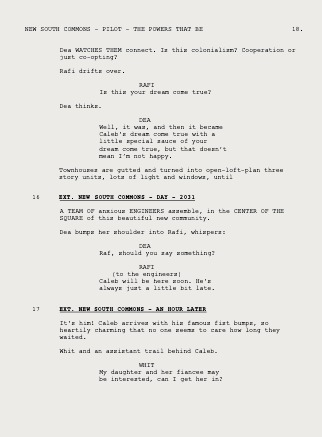 NEW SOUTH COMMONS - PILOT - THE POWERS THAT BE 18.
Dea WATCHES THEM connect. Is this colonialism? Cooperation or
just co-opting?
Rafi drifts over.
RAFI
Is this your dream come true?
Dea thinks.
DEA
Well, it was, and then it became
Caleb's dream come true with a
little special sauce of your
dream come true, but that doesn't
mean I'm not happy.
Townhouses are gutted and turned into open-loft-plan three
story units, lots of light and windows, until
16 EXT. NEW SOUTH COMMONS - DAY - 2031
A TEAM OF anxious ENGINEERS assemble, in the CENTER OF THE
SQUARE of this beautiful new community.
Dea bumps her shoulder into Rafi, whispers:
DEA
Raf, should you say something?
RAFI
(to the engineers)
Caleb will be here soon. He's
always just a little bit late.
17 EXT. NEW SOUTH COMMONS - AN HOUR LATER
It's him! Caleb arrives with his famous fist bumps, so
heartily charming that no one seems to care how long they
waited.
Whit and an assistant trail behind Caleb.
WHIT
My daughter and her fiancee may
be interested, can I get her in?